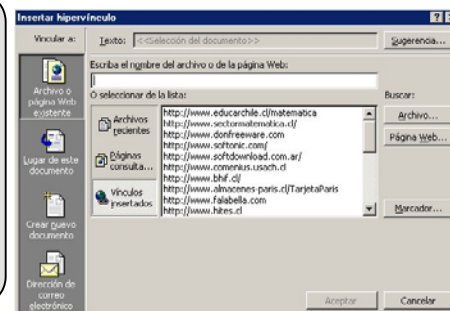 Insertar hipervínculo
Vincular a:
Texto: <<Selección del documento>>
Sugerencia...
Archivo o
página Web
existente
Escriba el nombre del archivo o de la página Web:
O seleccionar de la lista:
Buscar:
Archivos
recientes
Páginas
consulta...
Vínculos
insertados
http://www.educarchile.cl/matematica
http://www.sectormatematica.cl/
http://www.donfreeware.com
http://www.softonic.com/
http://www.softdownload.com.ar/
http://www.comenius.usach.cl
http://www.bhif.cl/
http://www.almacenes-paris.cl/TarjetaParis
http://www.falabella.com
http://www.hites.cl
Archivo...
Página Web...
Marcador...
Lugar de este
documento
Crear nuevo
documento
Dirección de
correo
electrónico
Aceptar
Cancelar